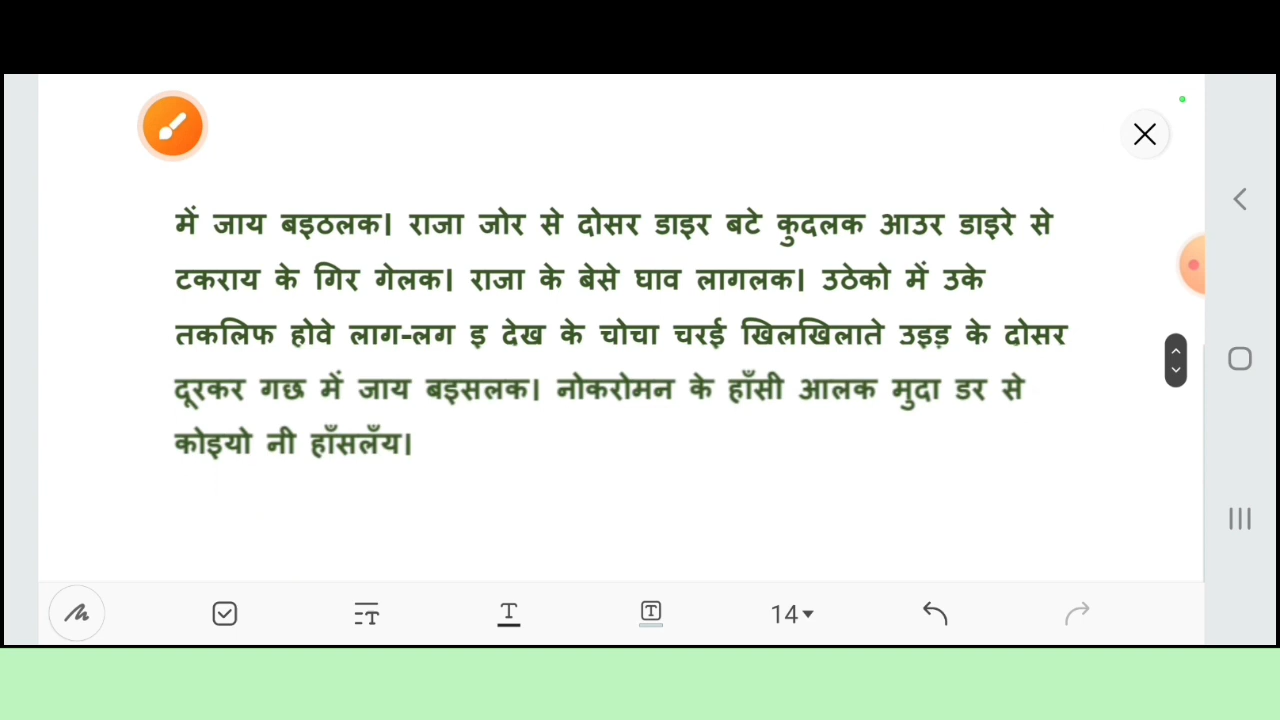 में जाय बइठलक। राजा जोर से दोसर डाइर बटे कुदलक आउर डाइरे से
टकराय के गिर गेलक। राजा के बेसे घाव लागलक। उठेको में उके
तकलिफ होवे लाग-लग इ देख के चोचा चरई खिलखिलाते उइड़ के दोसर
दूरकर गछ में जाय बइसलक। नोकरोमन के हाँसी आलक मुदा डर से
कोइयो नी हाँसलँय।
14